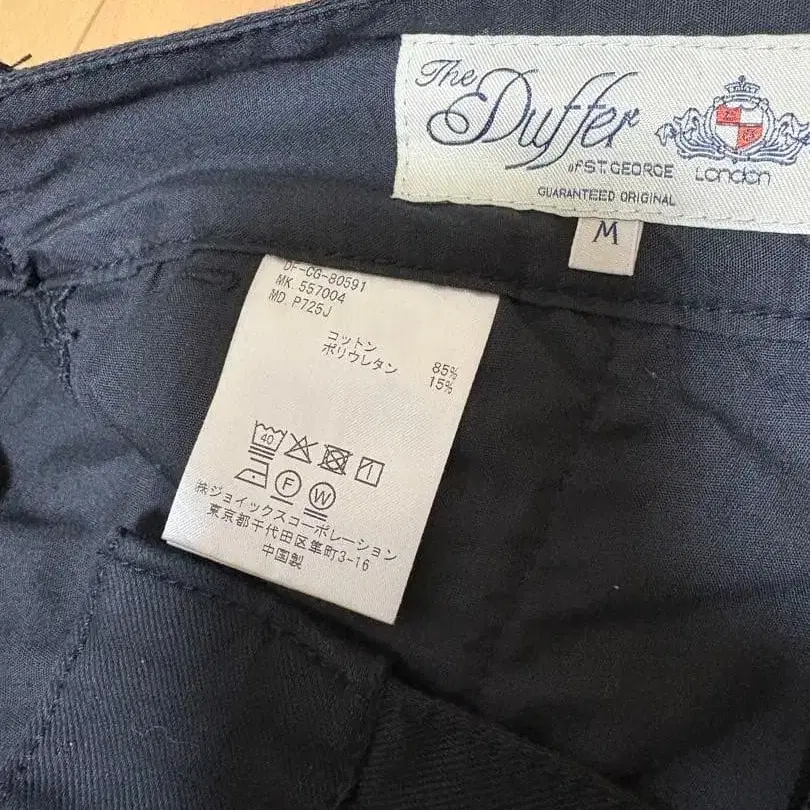 The Duffer
of ST. GEORGE London
GUARANTEED ORIGINAL
M
DF-CG-80591
MK. 557004
MD. P725J
コットン 85%
ポリウレタン 15%
40
F W
㈱ジョイックスコーポレーション
東京都千代田区隼町3-16
中国製